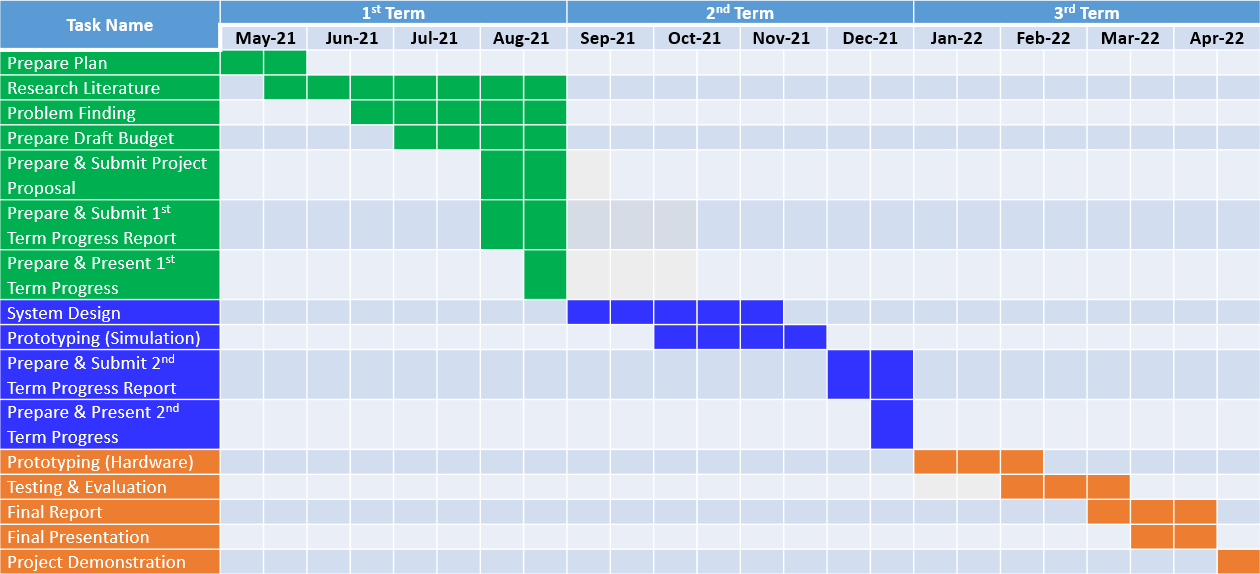 Task Name
1st Term
2nd Term
3rd Term
May-21 Jun-21 Jul-21 Aug-21 Sep-21 Oct-21 Nov-21 Dec-21 Jan-22 Feb-22 Mar-22 Apr-22
Prepare Plan
Research Literature
Problem Finding
Prepare Draft Budget
Prepare & Submit Project
Proposal
Prepare & Submit 1st
Term Progress Report
Prepare & Present 1st
Term Progress
System Design
Prototyping (Simulation)
Prepare & Submit 2nd
Term Progress Report
Prepare & Present 2nd
Term Progress
Prototyping (Hardware)
Testing & Evaluation
Final Report
Final Presentation
Project Demonstration